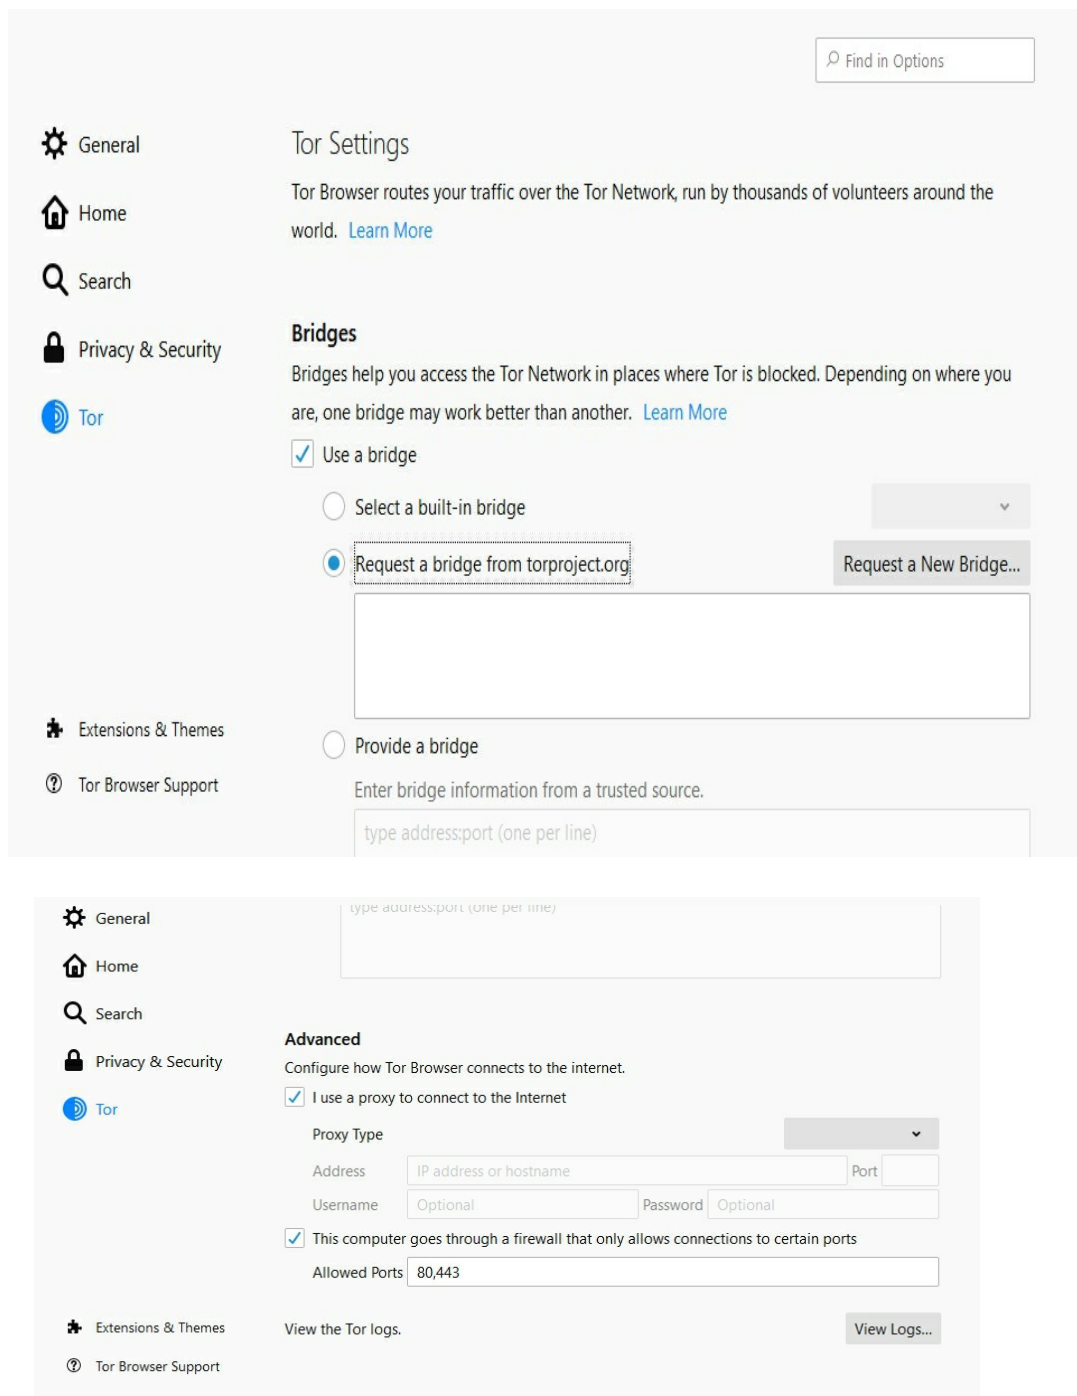 Find in Options
General
Home
Search
Privacy & Security
Tor
Extensions & Themes
Tor Browser Support
Tor Settings
Tor Browser routes your traffic over the Tor Network, run by thousands of volunteers around the
world. Learn More
Bridges
Bridges help you access the Tor Network in places where Tor is blocked. Depending on where you
are, one bridge may work better than another. Learn More
Use a bridge
Select a built-in bridge
Request a bridge from torproject.org
Request a New Bridge...
Provide a bridge
Enter bridge information from a trusted source.
type address:port (one per line)
General
Home
Search
Privacy & Security
Tor
Extensions & Themes
Tor Browser Support
type address:port (one per line)
Advanced
Configure how Tor Browser connects to the internet.
I use a proxy to connect to the Internet
Proxy Type
Address IP address or hostname Port
Username Optional Password Optional
This computer goes through a firewall that only allows connections to certain ports
Allowed Ports 80,443
View the Tor logs. View Logs...